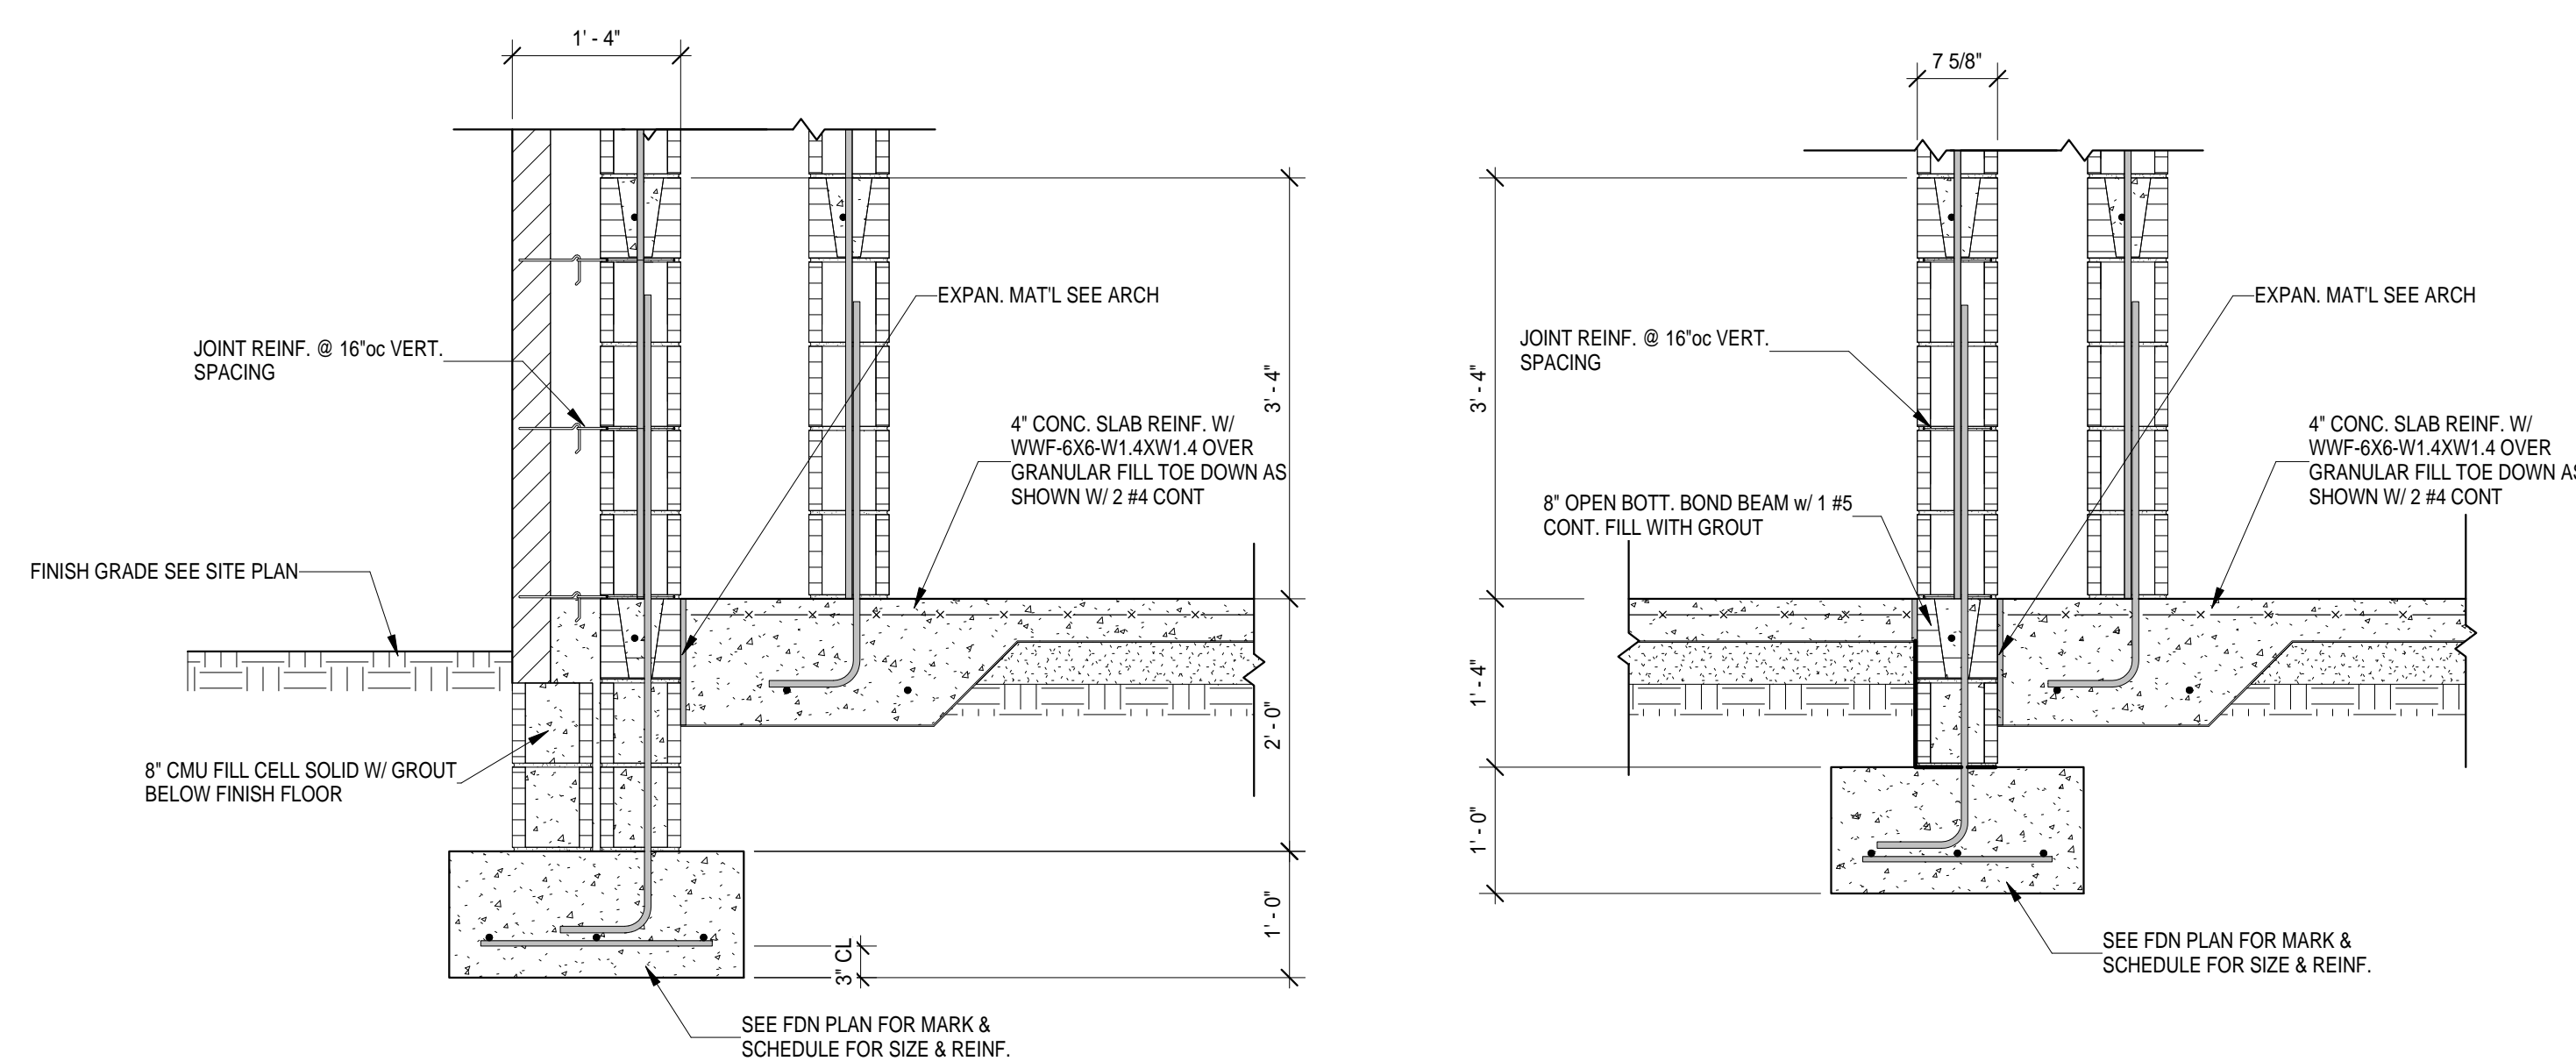 1' - 4"
JOINT REINF. @ 16"oc VERT.
SPACING
EXPAN. MAT'L SEE ARCH
4" CONC. SLAB REINF. W/
WWF-6X6-W1.4XW1.4 OVER
GRANULAR FILL TOE DOWN AS
SHOWN W/ 2 #4 CONT
3' - 4"
FINISH GRADE SEE SITE PLAN
8" CMU FILL CELL SOLID W/ GROUT
BELOW FINISH FLOOR
2' - 0"
1' - 0"
3" CL
SEE FDN PLAN FOR MARK &
SCHEDULE FOR SIZE & REINF.
7 5/8"
3' - 4"
JOINT REINF. @ 16"oc VERT.
SPACING
EXPAN. MAT'L SEE ARCH
4" CONC. SLAB REINF. W/
WWF-6X6-W1.4XW1.4 OVER
GRANULAR FILL TOE DOWN AS
SHOWN W/ 2 #4 CONT
8" OPEN BOTT. BOND BEAM w/ 1 #5
CONT. FILL WITH GROUT
1' - 4"
1' - 0"
SEE FDN PLAN FOR MARK &
SCHEDULE FOR SIZE & REINF.